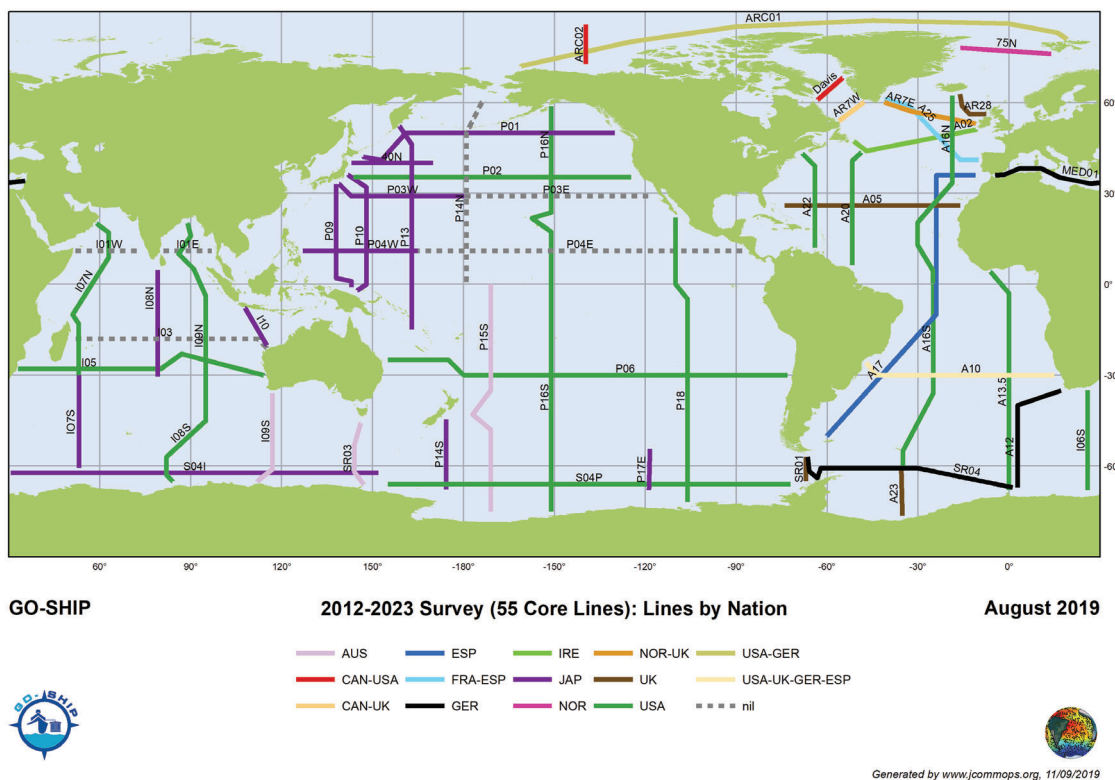 ARC01
ARC02
75N
Davis
AR7W
AR7E
A25
AR28
A02
A16N
60
P01
P16N
40N
P02
MED01
P03W
P03E
P14N
A22
A20
A05
30
P09
P10
P13
P04W
P04E
I01W
I01E
I07N
I08N
I10
0°
I03
I09N
P15S
A16S
I05
P06
A17
A10
-30
P16S
P18
A13.5
IO7S
I08S
I09S
SR03
P14S
P17E
A12
I06S
S04I
S04P
SR01
SR04
A23
-60
60° 90° 120° 150° -180° -150° -120° -90° -60° -30° 0°
GO-SHIP 2012-2023 Survey (55 Core Lines): Lines by Nation August 2019
AUS ESP IRE NOR-UK USA-GER
CAN-USA FRA-ESP JAP UK USA-UK-GER-ESP
CAN-UK GER NOR USA nil
GO-SHIP
Generated by www.jcommops.org, 11/09/2019